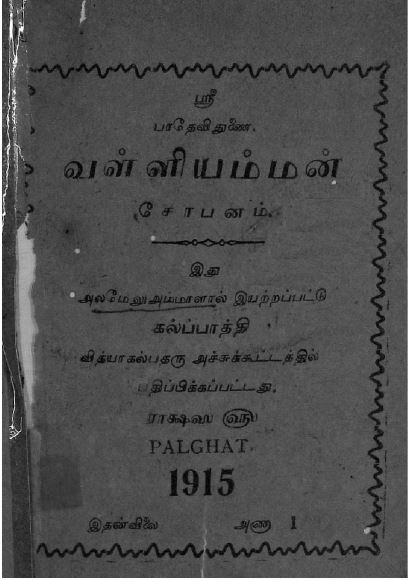 ஸ்ரீ
பரதேவிதுணை.
வள்ளியம்மன்
சோபனம்.
இது
அலமேலுஅம்மாளால் இயற்றப்பட்டு
கல்ப்பாத்தி
வித்யாகல்பதரு அச்சுக்கூட்டத்தில்
பதிப்பிக்கப்பட்டது.
ராக்ஷஸ
PALGHAT.
1915
இதன்விலை அணா 1